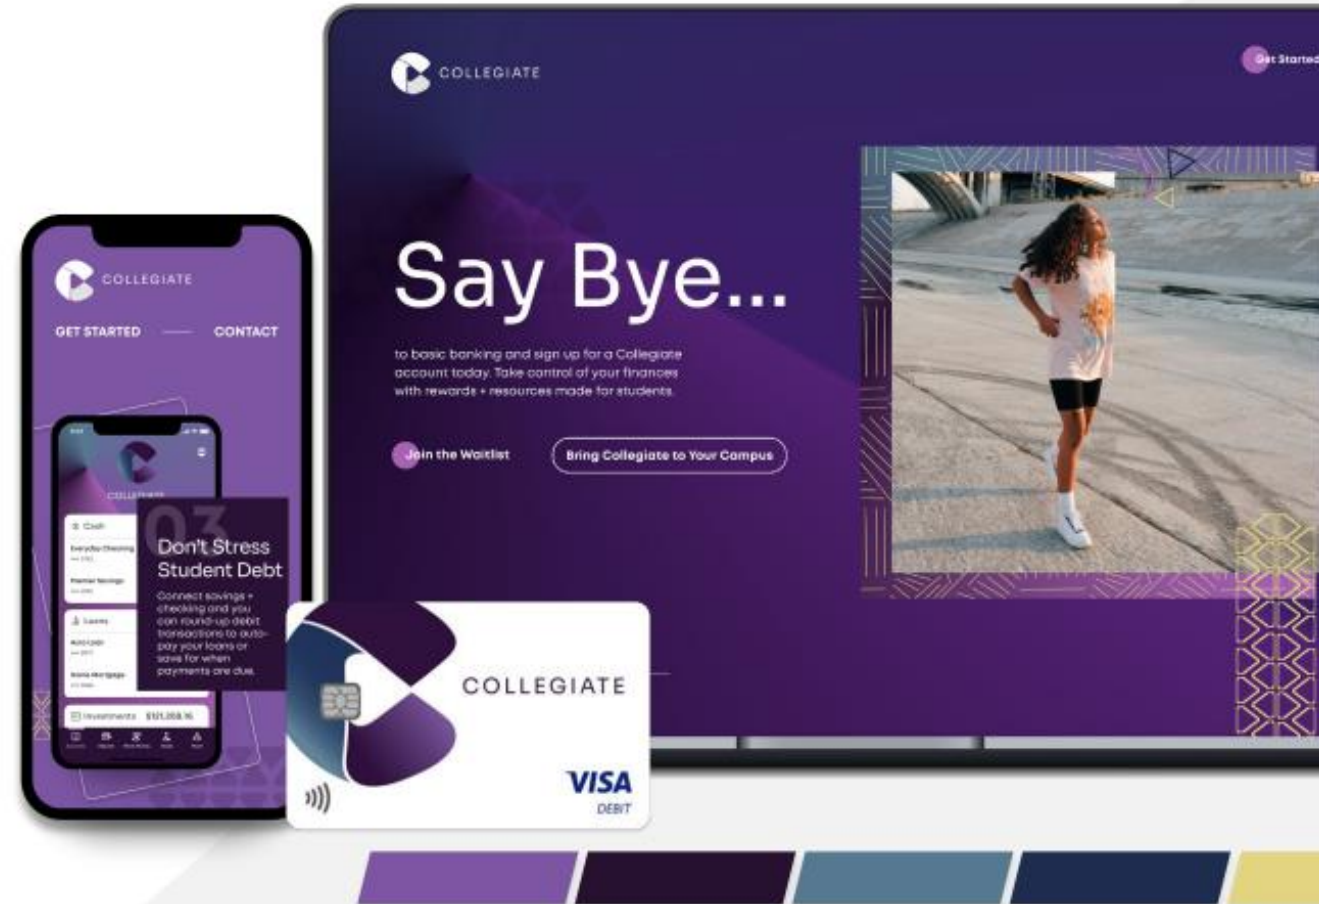 COLLEGIATE
Get Started
Say Bye...
to basic banking and sign up for a Collegiate
account today. Take control of your finances
with rewards + resources made for students.
Join the Waitlist
Bring Collegiate to Your Campus
COLLEGIATE
GET STARTED
CONTACT
COLLEGIATE
Cash
Everyday Checking
Premier Savings
Loans
Auto Loan
Home Mortgage
Investments $121,358.16
03
Don't Stress
Student Debt
Connect savings +
checking and you
can round-up debit
transactions to auto-
pay your loans or
save for when
payments are due.
COLLEGIATE
VISA
DEBIT